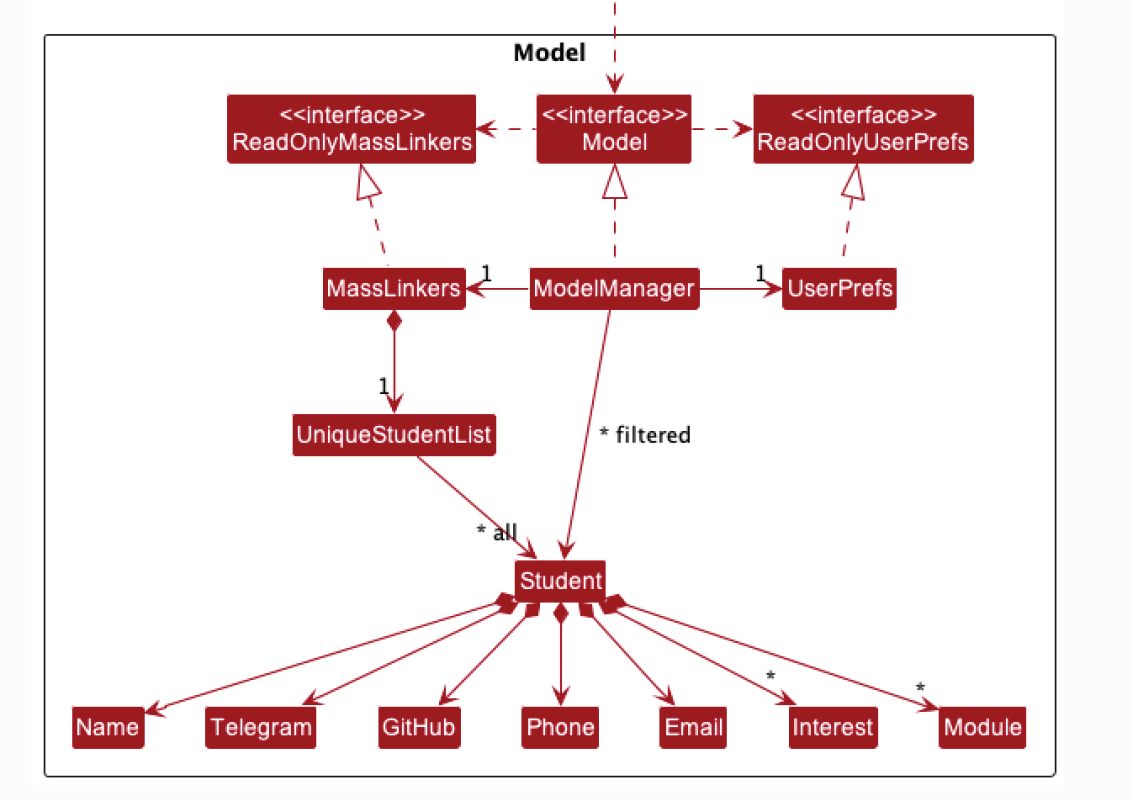 Model
<<interface>>
ReadOnlyMassLinkers
<<interface>>
Model
<<interface>>
ReadOnlyUserPrefs
MassLinkers
1
ModelManager
1
UserPrefs
1
UniqueStudentList
* filtered
* all
Student
*
*
Name
Telegram
GitHub
Phone
Email
Interest
Module